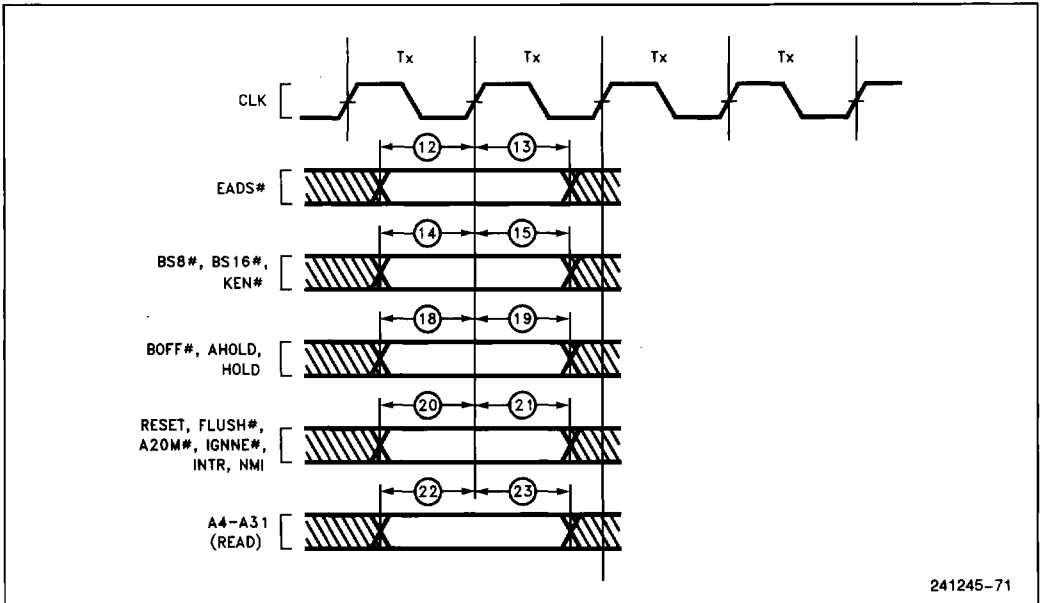 Tx Tx Tx Tx
CLK
12 13
EADS#
14 15
BS8#, BS16#,
KEN#
18 19
BOFF#, AHOLD,
HOLD
20 21
RESET, FLUSH#,
A20M#, IGNNE#,
INTR, NMI
22 23
A4-A31
(READ)
241245-71